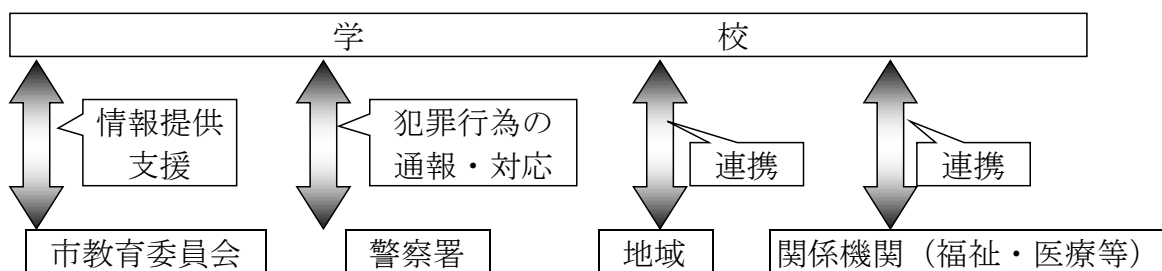 学校
情報提供
支援
犯罪行為の
通報・対応
連携
連携
市教育委員会
警察署
地域
関係機関（福祉・医療等）